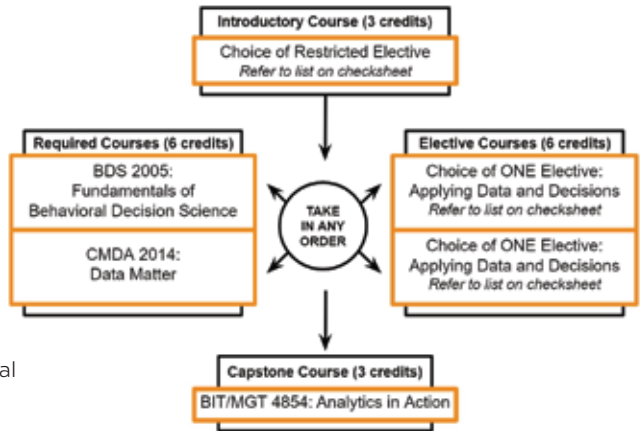 Introductory Course (3 credits)
Choice of Restricted Elective
Refer to list on checksheet
Required Courses (6 credits)
BDS 2005:
Fundamentals of
Behavioral Decision Science
CMDA 2014:
Data Matter
TAKE
IN ANY
ORDER
Elective Courses (6 credits)
Choice of ONE Elective:
Applying Data and Decisions
Refer to list on checksheet
Choice of ONE Elective:
Applying Data and Decisions
Refer to list on checksheet
al
Capstone Course (3 credits)
BIT/MGT 4854: Analytics in Action